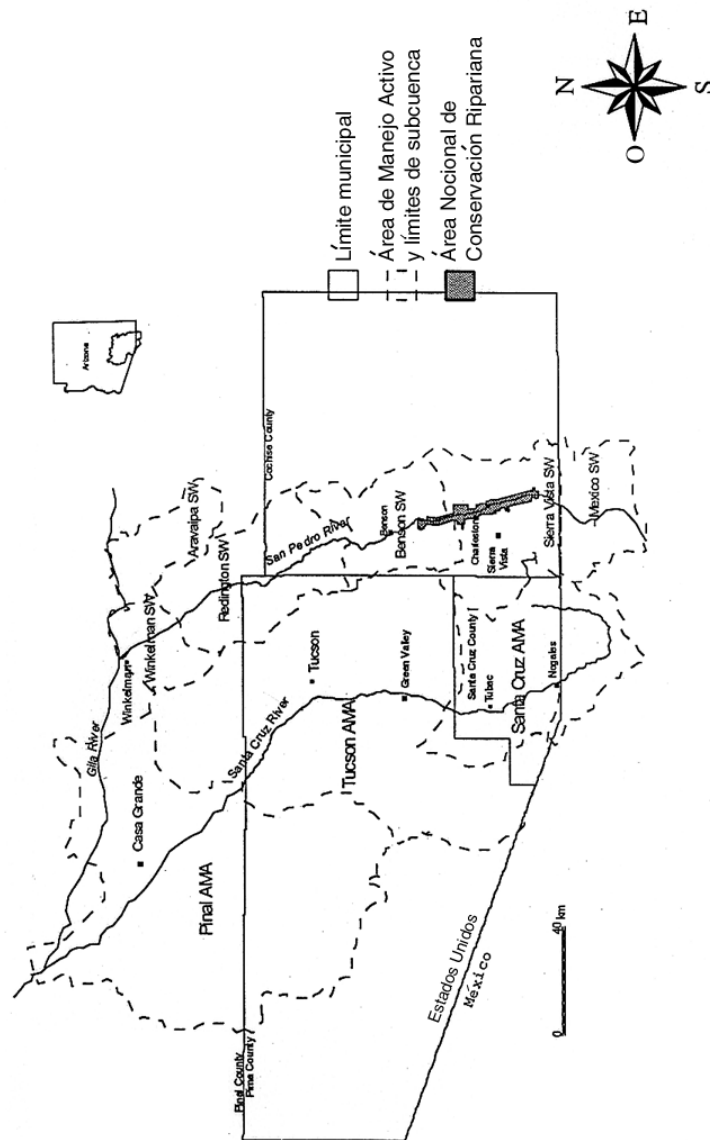 Arizona
Gila River
Winkelman
Winkelman SW
Aravaipa SW
Redington SW
Casa Grande
Pinal AMA
Santa Cruz River
San Pedro River
Cochise County
Pinal County
Pima County
Tucson
Tucson AMA
Green Valley
Benson
Benson SW
Charleston
Sierra
Vista
Santa Cruz County
Tubac
Santa Cruz AMA
Nogales
Sierra Vista SW
Mexico SW
Estados Unidos
México
0
40 km
Límite municipal
Área de Manejo Activo
y límites de subcuenca
Área Nocional de
Conservación Ripariana
N
O
E
S